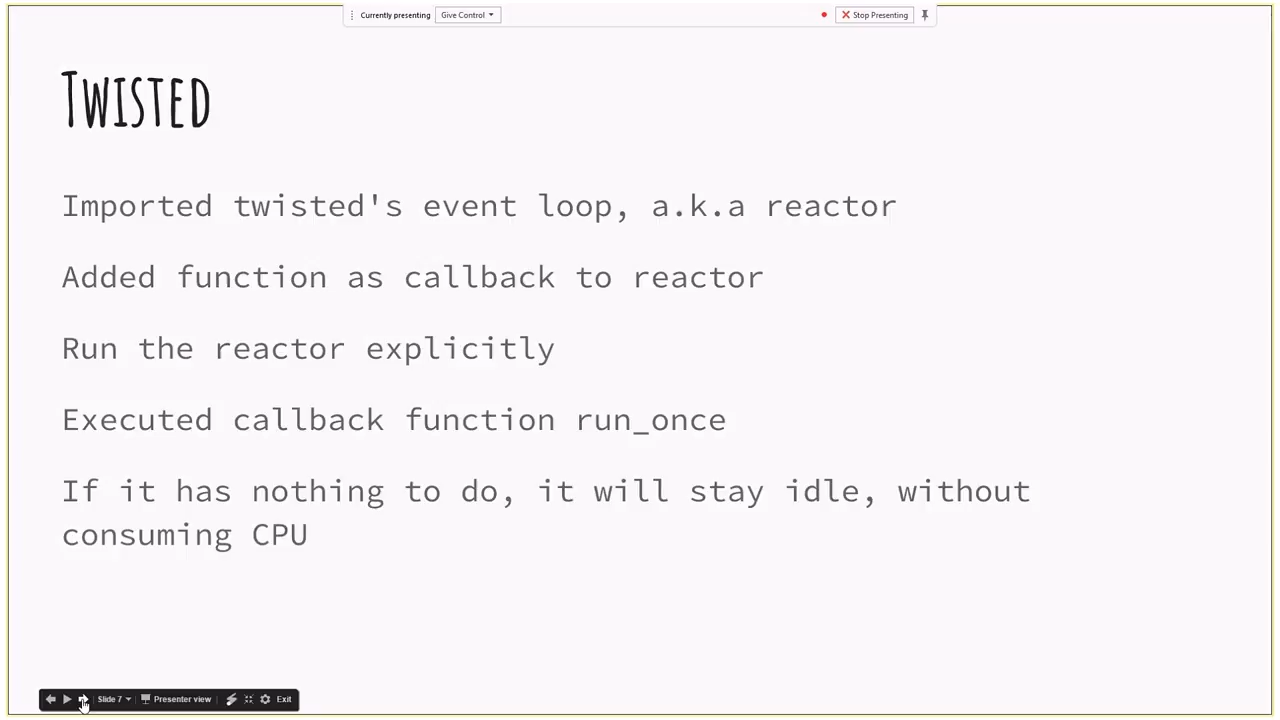 Currently presenting Give Control Stop Presenting
Twisted
Imported twisted's event loop, a.k.a reactor
Added function as callback to reactor
Run the reactor explicitly
Executed callback function run_once
If it has nothing to do, it will stay idle, without
consuming CPU
Slide 7 Presenter view Exit